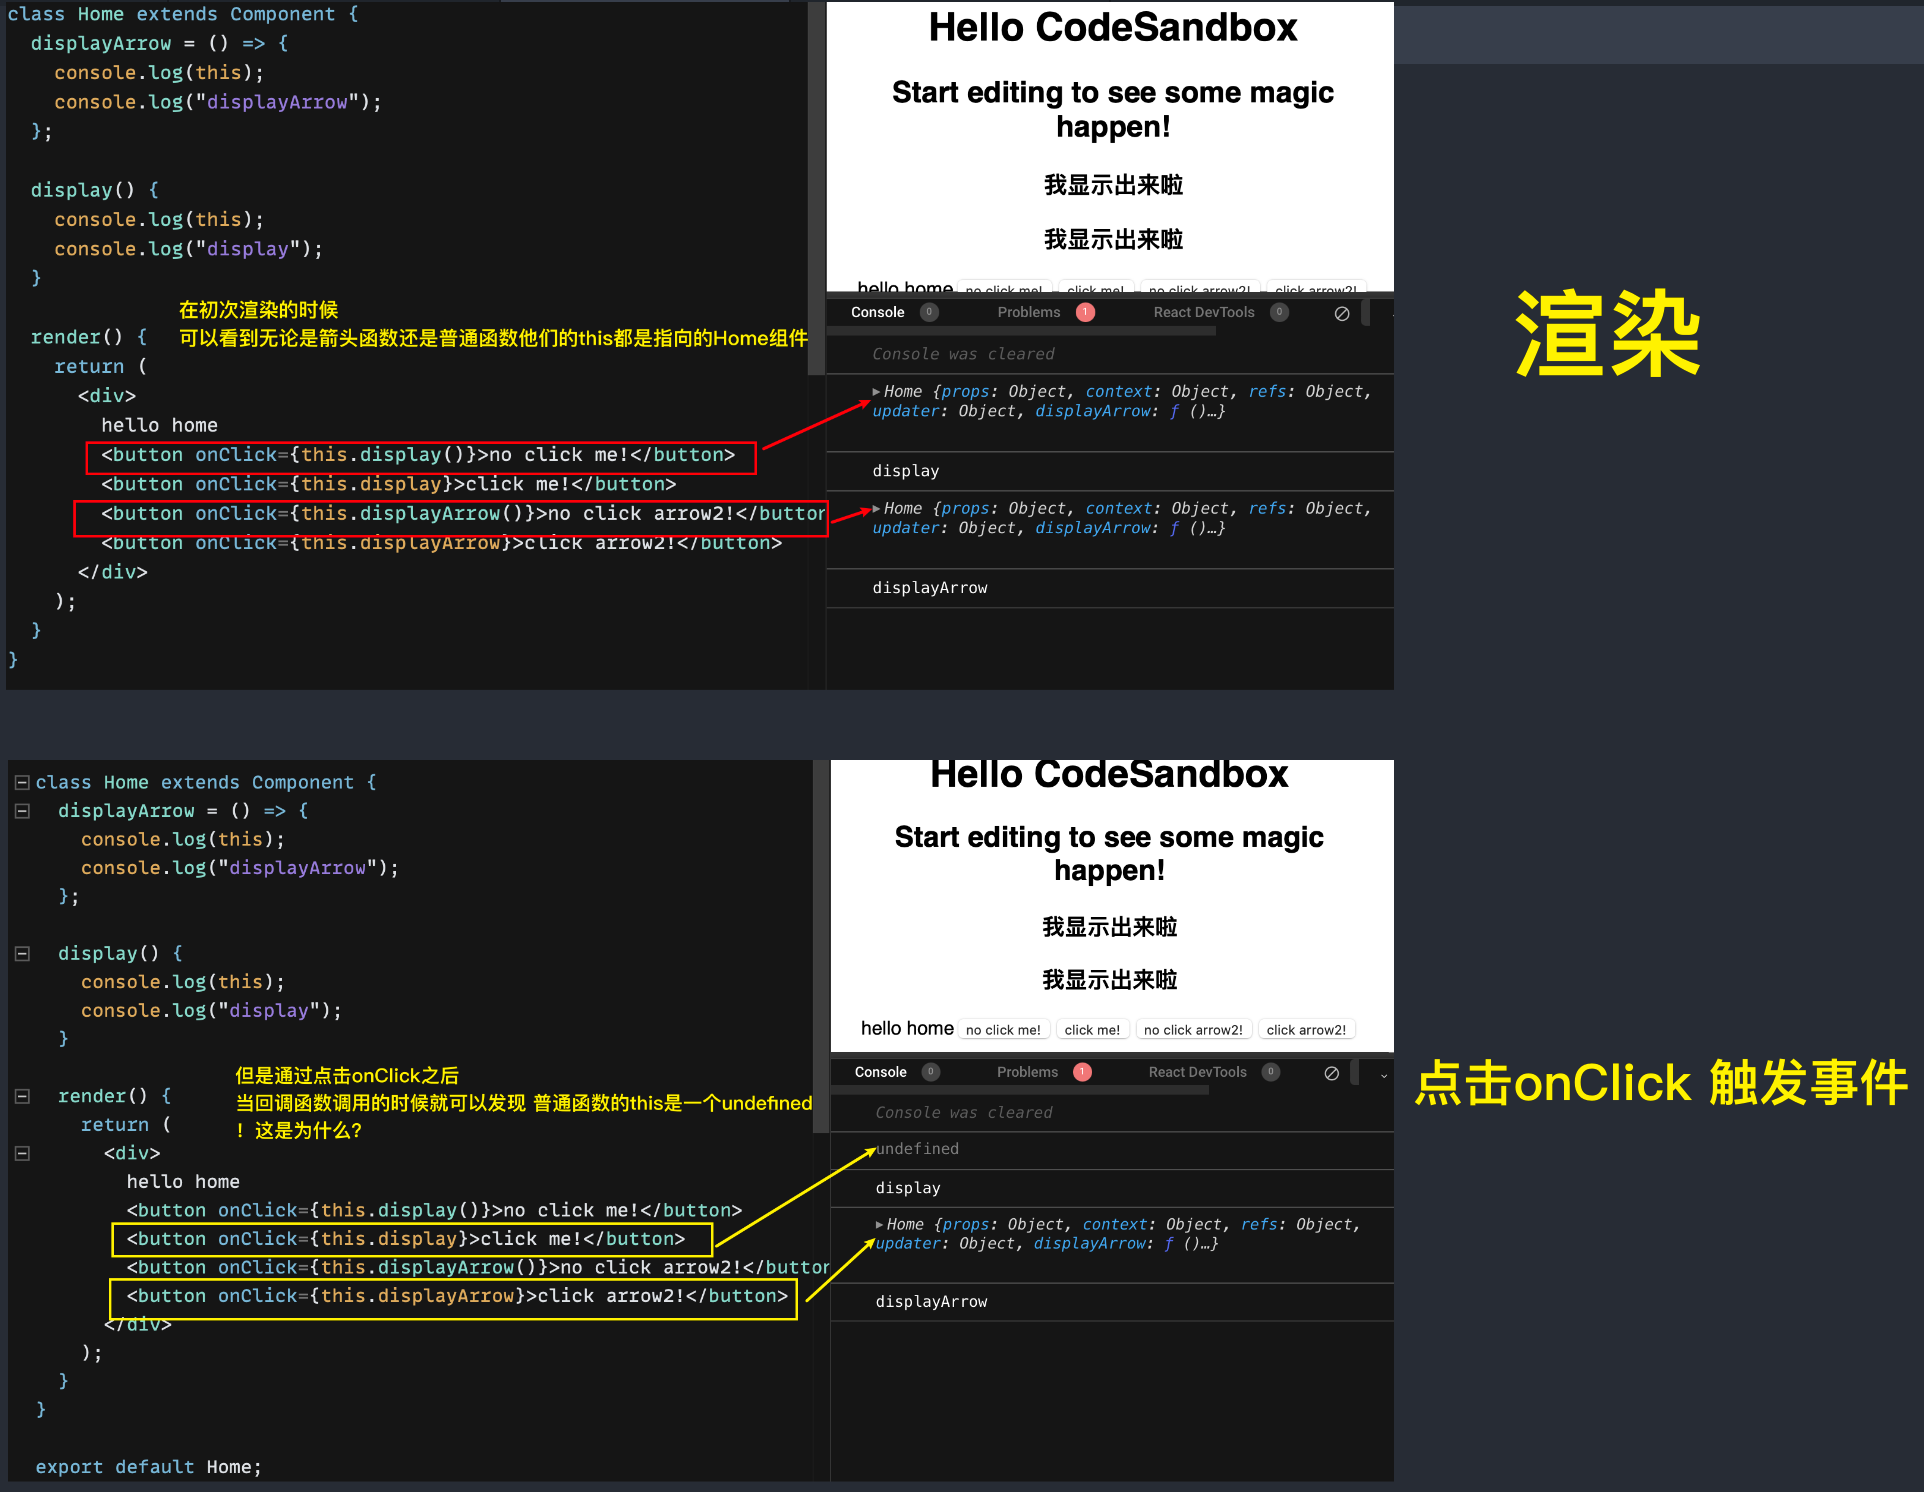 class Home extends Component {
displayArrow = () => {
console.log(this);
console.log("displayArrow");
};
display() {
console.log(this);
console.log("display");
}
在初次渲染的时候
可以看到无论是箭头函数还是普通函数他们的this都是指向的Home组件
render() {
return (
<div>
hello home
<button onClick={this.display()}>no click me!</button>
<button onClick={this.display}>click me!</button>
<button onClick={this.displayArrow()}>no click arrow2!</button
<button onClick={this.displayArrow}>click arrow2!</button>
</div>
);
}
}
Hello CodeSandbox
Start editing to see some magic
happen!
我显示出来啦
我显示出来啦
hello home no click me! click me! no click arrow2! click arrow2!
Console 0 Problems 1 React DevTools 0
Console was cleared
▶Home {props: Object, context: Object, refs: Object,
updater: Object, displayArrow: ƒ ()…}
display
▶Home {props: Object, context: Object, refs: Object,
updater: Object, displayArrow: ƒ ()…}
displayArrow
渲染
class Home extends Component {
displayArrow = () => {
console.log(this);
console.log("displayArrow");
};
display() {
console.log(this);
console.log("display");
}
但是通过点击onClick之后
当回调函数调用的时候就可以发现 普通函数的this是一个undefined
！这是为什么?
render() {
return (
<div>
hello home
<button onClick={this.display()}>no click me!</button>
<button onClick={this.display}>click me!</button>
<button onClick={this.displayArrow()}>no click arrow2!</button
<button onClick={this.displayArrow}>click arrow2!</button>
</div>
);
}
}
export default Home;
Hello CodeSandbox
Start editing to see some magic
happen!
我显示出来啦
我显示出来啦
hello home no click me! click me! no click arrow2! click arrow2!
Console 0 Problems 1 React DevTools 0
Console was cleared
undefined
display
▶Home {props: Object, context: Object, refs: Object,
updater: Object, displayArrow: ƒ ()…}
displayArrow
点击onClick 触发事件